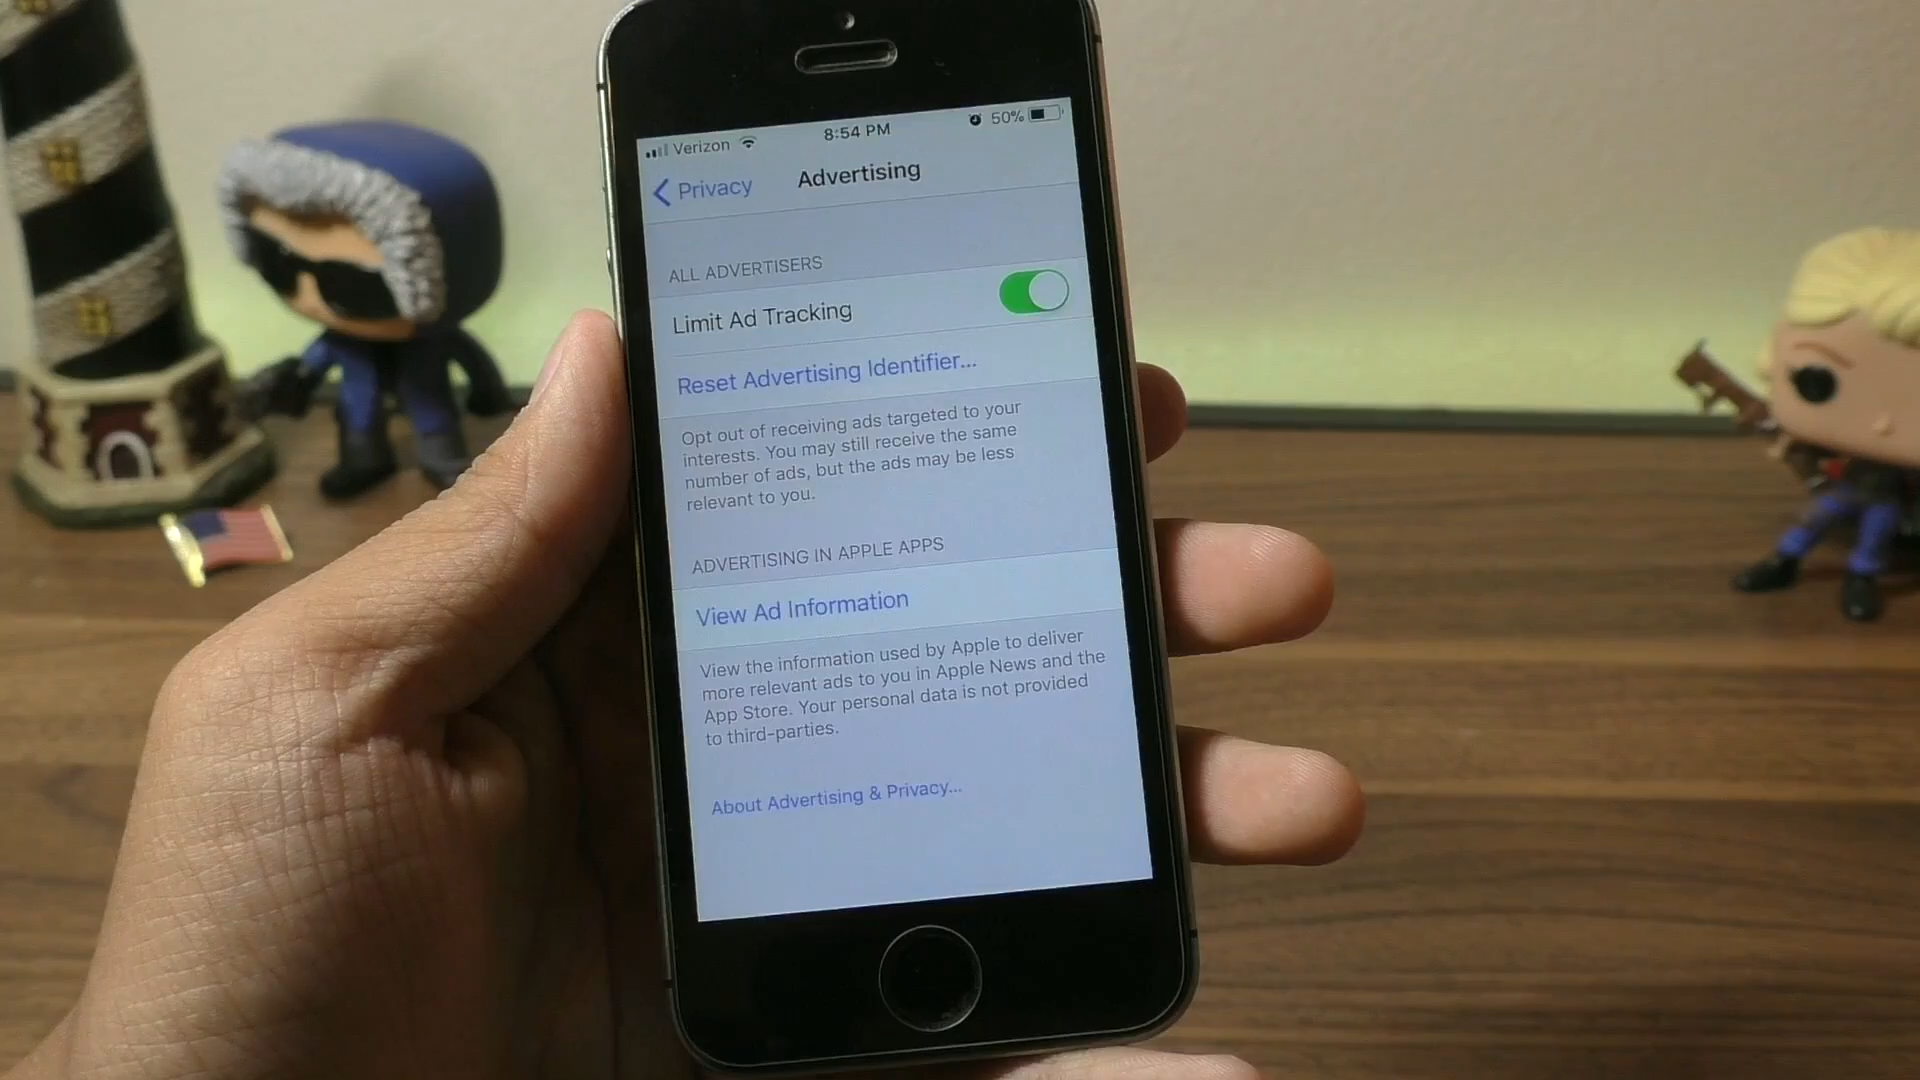 Verizon 8:54 PM 50%
Privacy Advertising
ALL ADVERTISERS
Limit Ad Tracking
Reset Advertising Identifier...
Opt out of receiving ads targeted to your
interests. You may still receive the same
number of ads, but the ads may be less
relevant to you.
ADVERTISING IN APPLE APPS
View Ad Information
View the information used by Apple to deliver
more relevant ads to you in Apple News and the
App Store. Your personal data is not provided
to third-parties.
About Advertising & Privacy...